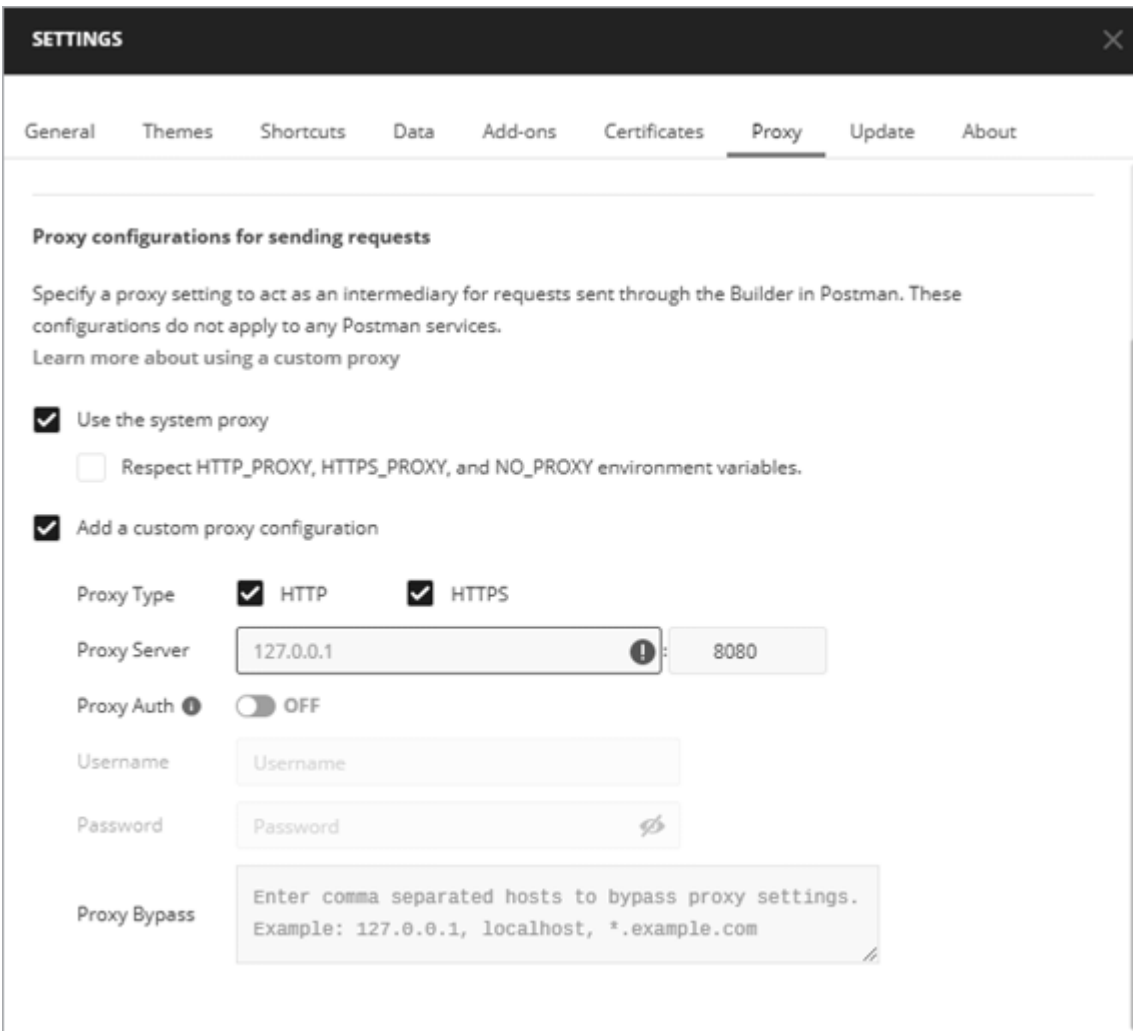 SETTINGS
General Themes Shortcuts Data Add-ons Certificates Proxy Update About
Proxy configurations for sending requests
Specify a proxy setting to act as an intermediary for requests sent through the Builder in Postman. These
configurations do not apply to any Postman services.
Learn more about using a custom proxy
Use the system proxy
Respect HTTP_PROXY, HTTPS_PROXY, and NO_PROXY environment variables.
Add a custom proxy configuration
Proxy Type HTTP HTTPS
Proxy Server 127.0.0.1 : 8080
Proxy Auth OFF
Username Username
Password Password
Proxy Bypass Enter comma separated hosts to bypass proxy settings.
Example: 127.0.0.1, localhost, *.example.com